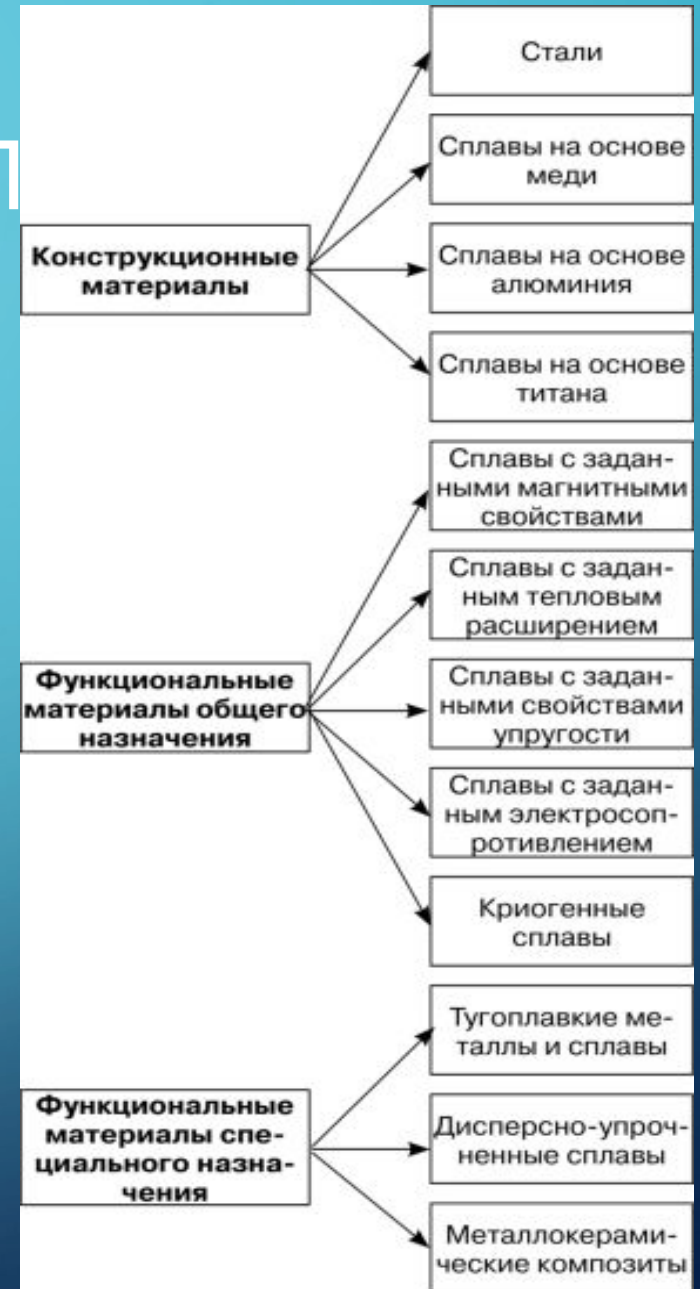 Стали
Сплавы на основе
меди
Конструкционные
материалы
Сплавы на основе
алюминия
Сплавы на основе
титана
Сплавы с задан-
ными магнитными
свойствами
Сплавы с задан-
ным тепловым
расширением
Функциональные
материалы общего
назначения
Сплавы с задан-
ными свойствами
упругости
Сплавы с задан-
ным электросоп-
ротивлением
Криогенные
сплавы
Тугоплавкие ме-
таллы и сплавы
Функциональные
материалы спе-
циального назна-
чения
Дисперсно-упроч-
ненные сплавы
Металлокерами-
ческие композиты